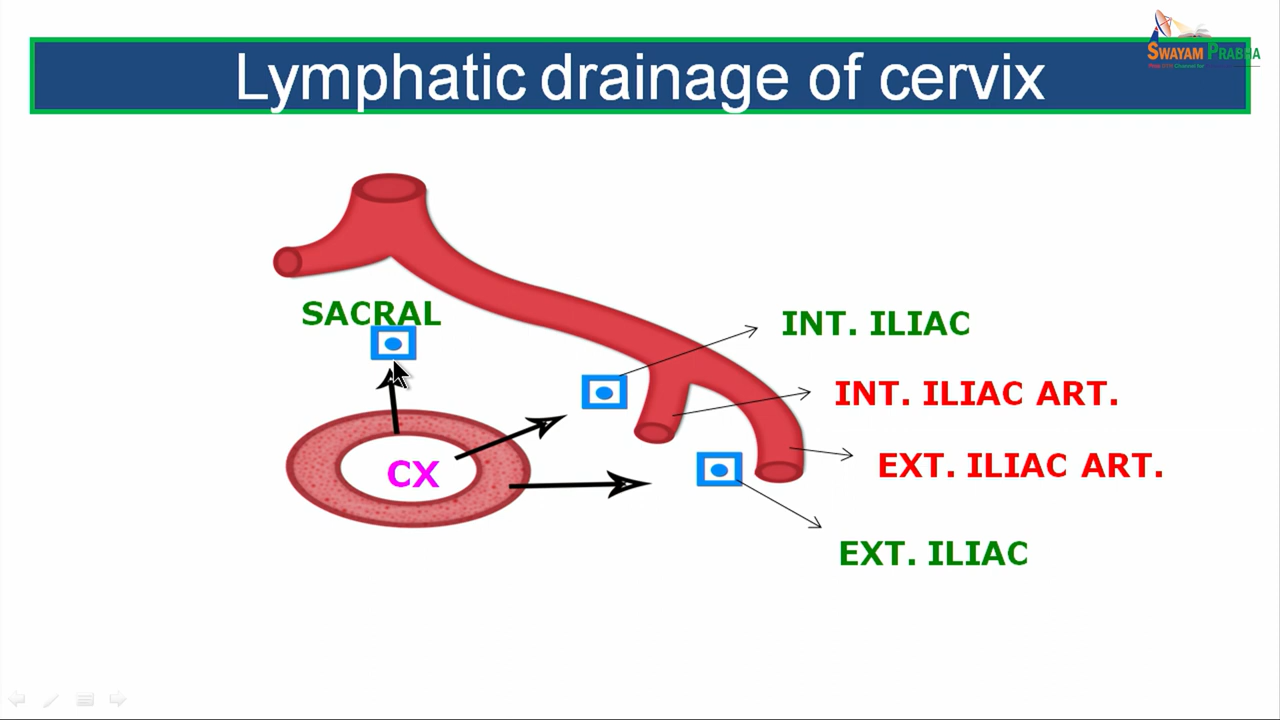 Lymphatic drainage of cervix
SWAYAM PRABHA
SACRAL
INT. ILIAC
INT. ILIAC ART.
CX
EXT. ILIAC ART.
EXT. ILIAC